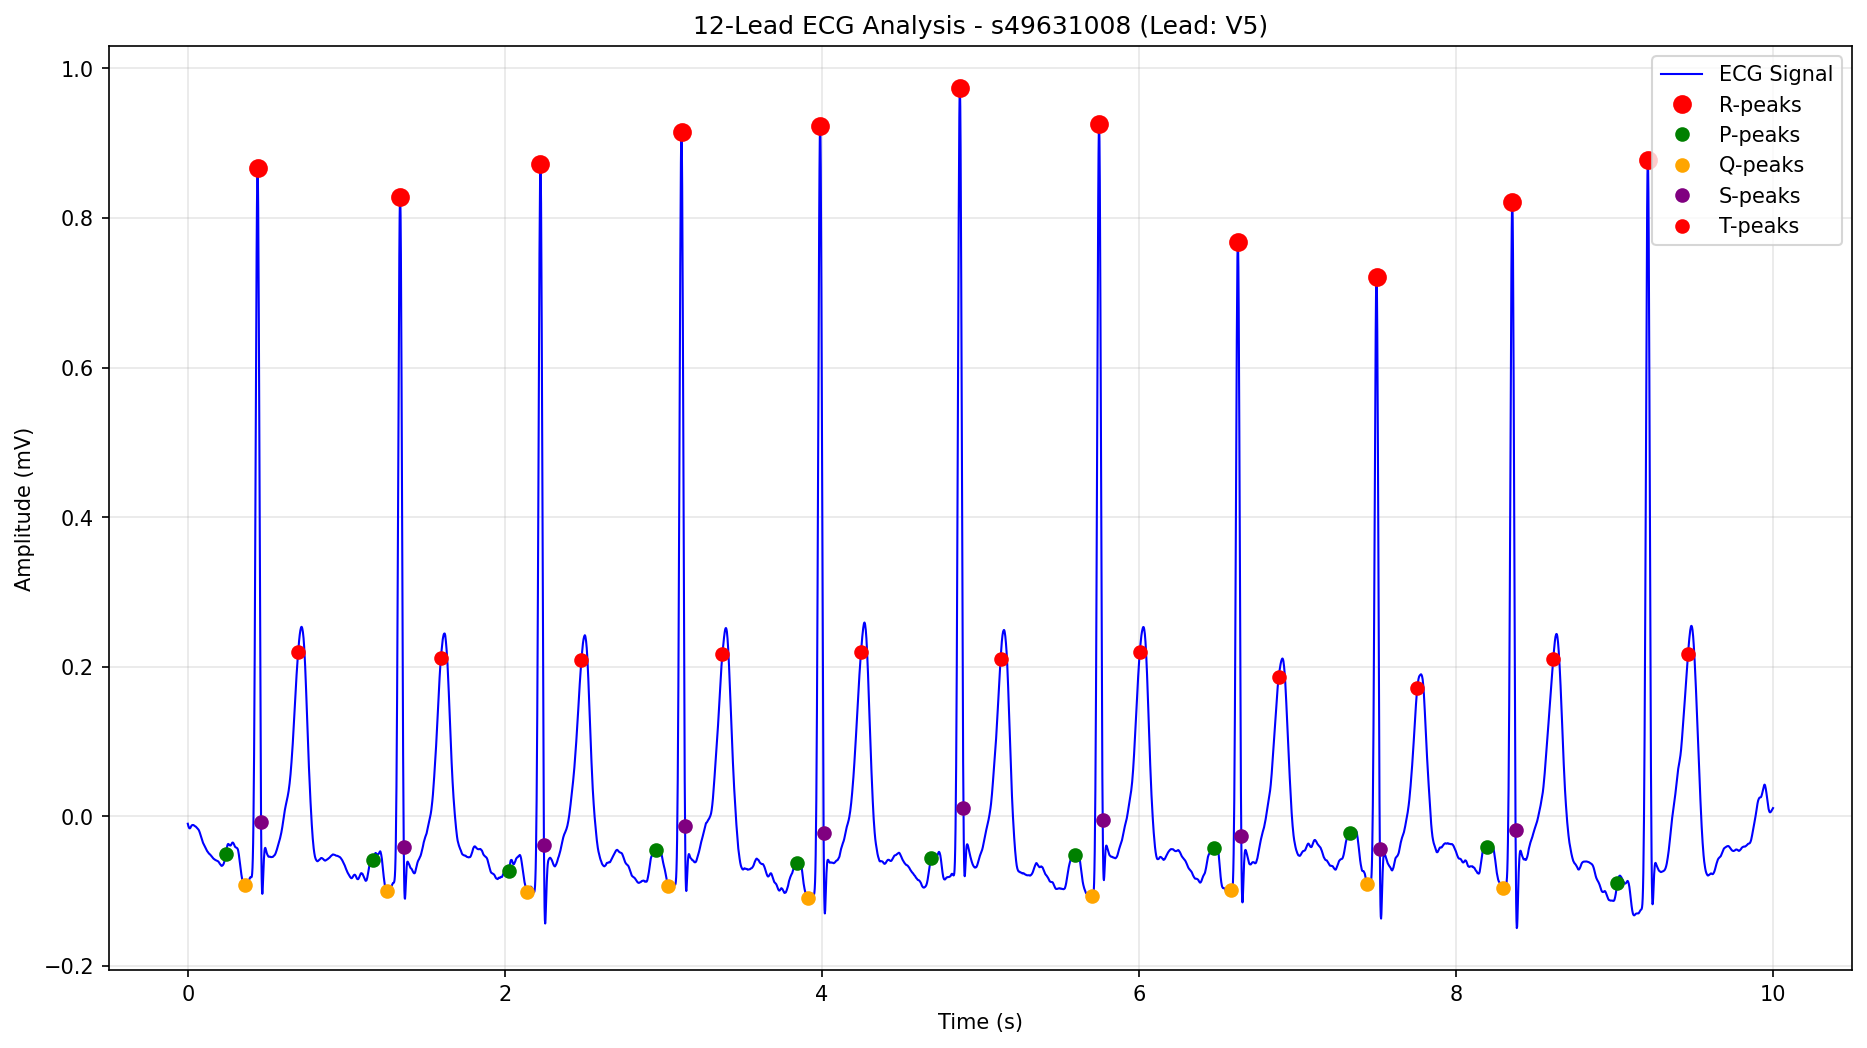 12-Lead ECG Analysis - s49631008 (Lead: V5)
ECG Signal
R-peaks
P-peaks
Q-peaks
S-peaks
T-peaks
Amplitude (mV)
1.0
0.8
0.6
0.4
0.2
0.0
−0.2
0 2 4 6 8 10
Time (s)